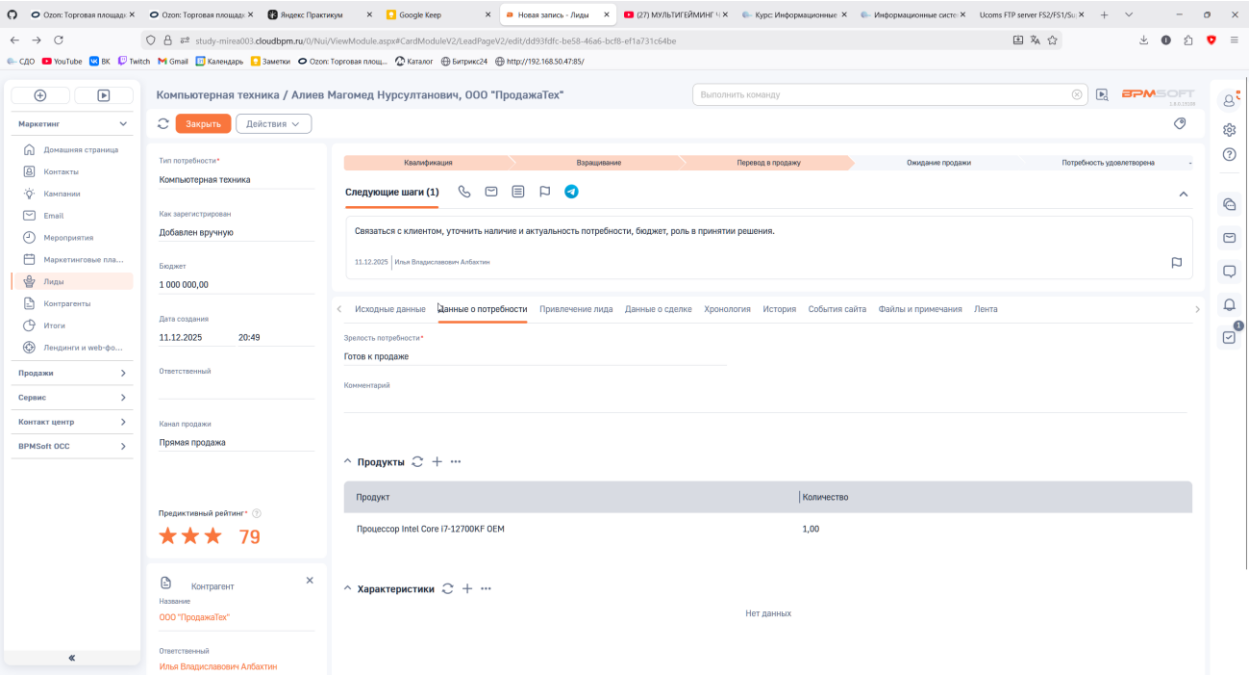 Ozon: Торговая площадк
Ozon: Торговая площадк
Яндекс Практикум
Google Keep
Новая запись - Лиды
(27) МУЛЬТИГЕЙМИНГ Ч
Курс: Информационные
Информационные систе
Ucoms FTP server FS2/FS1/Su
study-mirea003.cloudbpm.ru/0/Nui/ViewModule.aspx#CardModuleV2/LeadPageV2/edit/dd93fdfc-be58-46a6-bcf8-ef1a731c64be
СДО
YouTube
ВК
Twitch
Gmail
Календарь
Заметки
Ozon: Торговая площ...
Каталог
Битрикс24
http://192.168.50.47:85/
Компьютерная техника / Алиев Магомед Нурсултанович, ООО "ПродажаТех"
Выполнить команду
BPMSOFT
Закрыть
Действия
Маркетинг
Домашняя страница
Контакты
Кампании
Email
Мероприятия
Маркетинговые пла...
Лиды
Контрагенты
Итоги
Лендинги и web-фо...
Продажи
Сервис
Контакт центр
BPMSoft OCC
Тип потребности*
Компьютерная техника
Как зарегистрирован
Добавлен вручную
Бюджет
1 000 000,00
Дата создания
11.12.2025 20:49
Ответственный
Канал продажи
Прямая продажа
Предиктивный рейтинг*
79
Контрагент
Название
ООО "ПродажаТех"
Ответственный
Илья Владиславович Албахтин
Квалификация
Взращивание
Перевод в продажу
Ожидание продажи
Потребность удовлетворена
Следующие шаги (1)
Связаться с клиентом, уточнить наличие и актуальность потребности, бюджет, роль в принятии решения.
11.12.2025 Илья Владиславович Албахтин
Исходные данные
Данные о потребности
Привлечение лида
Данные о сделке
Хронология
История
События сайта
Файлы и примечания
Лента
Зрелость потребности*
Готов к продаже
Комментарий
Продукты
Продукт Количество
Процессор Intel Core i7-12700KF OEM 1,00
Характеристики
Нет данных
1